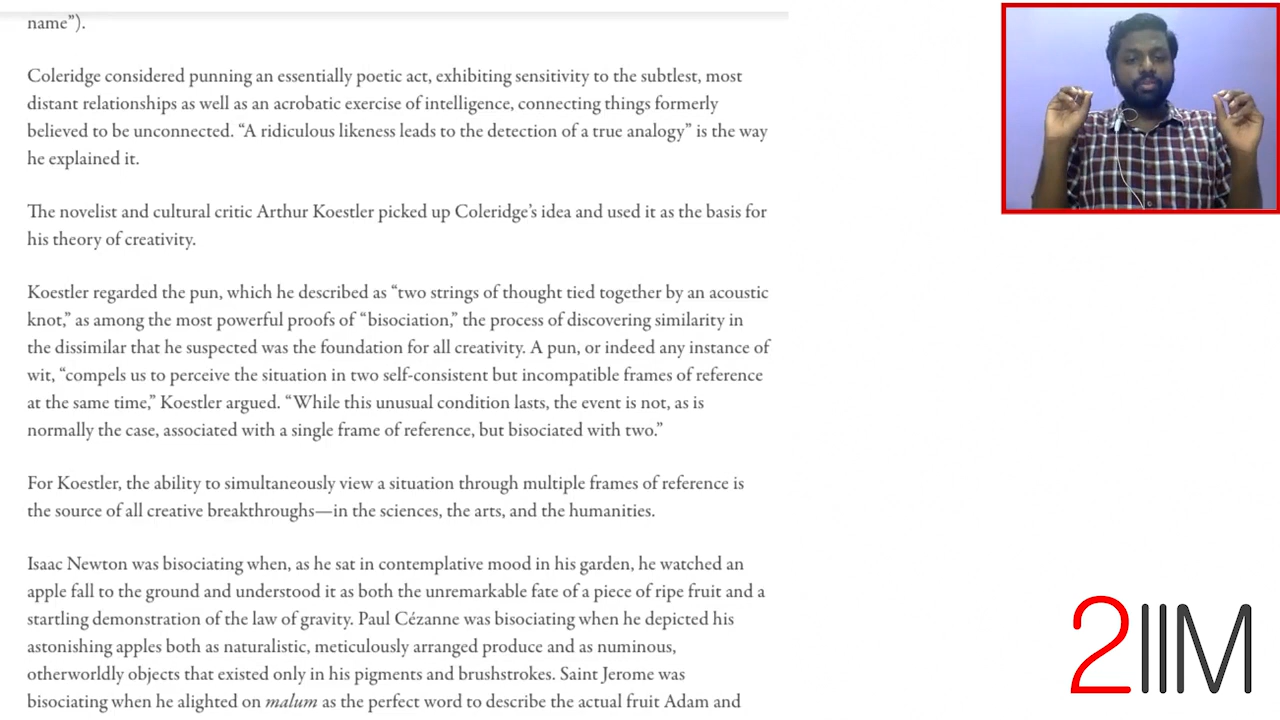 name”).
Coleridge considered punning an essentially poetic act, exhibiting sensitivity to the subtlest, most
distant relationships as well as an acrobatic exercise of intelligence, connecting things formerly
believed to be unconnected. “A ridiculous likeness leads to the detection of a true analogy” is the way
he explained it.
The novelist and cultural critic Arthur Koestler picked up Coleridge’s idea and used it as the basis for
his theory of creativity.
Koestler regarded the pun, which he described as “two strings of thought tied together by an acoustic
knot,” as among the most powerful proofs of “bisociation,” the process of discovering similarity in
the dissimilar that he suspected was the foundation for all creativity. A pun, or indeed any instance of
wit, “compels us to perceive the situation in two self-consistent but incompatible frames of reference
at the same time,” Koestler argued. “While this unusual condition lasts, the event is not, as is
normally the case, associated with a single frame of reference, but bisociated with two.”
For Koestler, the ability to simultaneously view a situation through multiple frames of reference is
the source of all creative breakthroughs—in the sciences, the arts, and the humanities.
Isaac Newton was bisociating when, as he sat in contemplative mood in his garden, he watched an
apple fall to the ground and understood it as both the unremarkable fate of a piece of ripe fruit and a
startling demonstration of the law of gravity. Paul Cézanne was bisociating when he depicted his
astonishing apples both as naturalistic, meticulously arranged produce and as numinous,
otherworldly objects that existed only in his pigments and brushstrokes. Saint Jerome was
bisociating when he alighted on malum as the perfect word to describe the actual fruit Adam and
2IIM